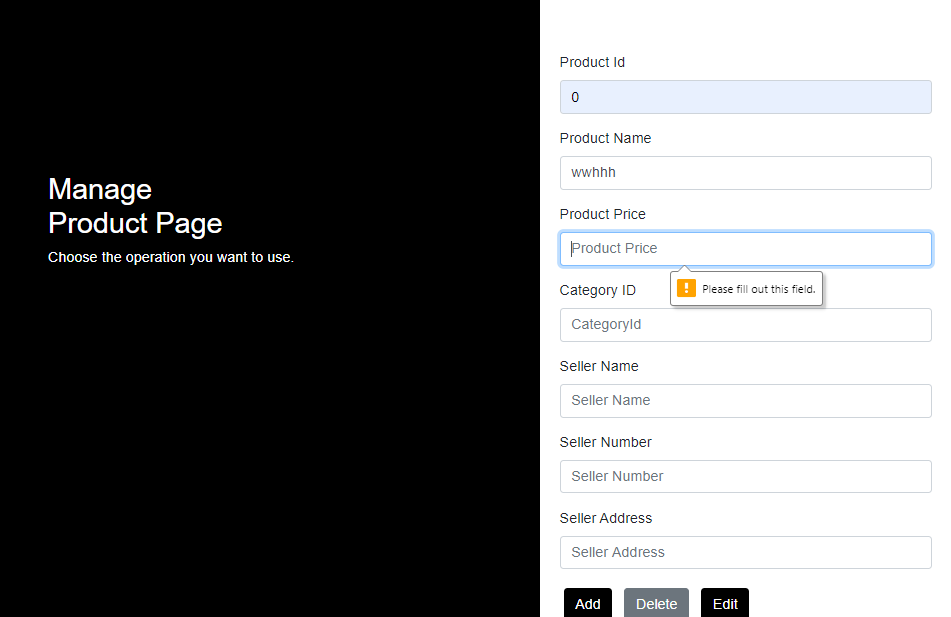 Manage
Product Page
Choose the operation you want to use.
Product Id
0
Product Name
wwhhh
Product Price
Product Price
Please fill out this field.
Category ID
CategoryId
Seller Name
Seller Name
Seller Number
Seller Number
Seller Address
Seller Address
Add Delete Edit